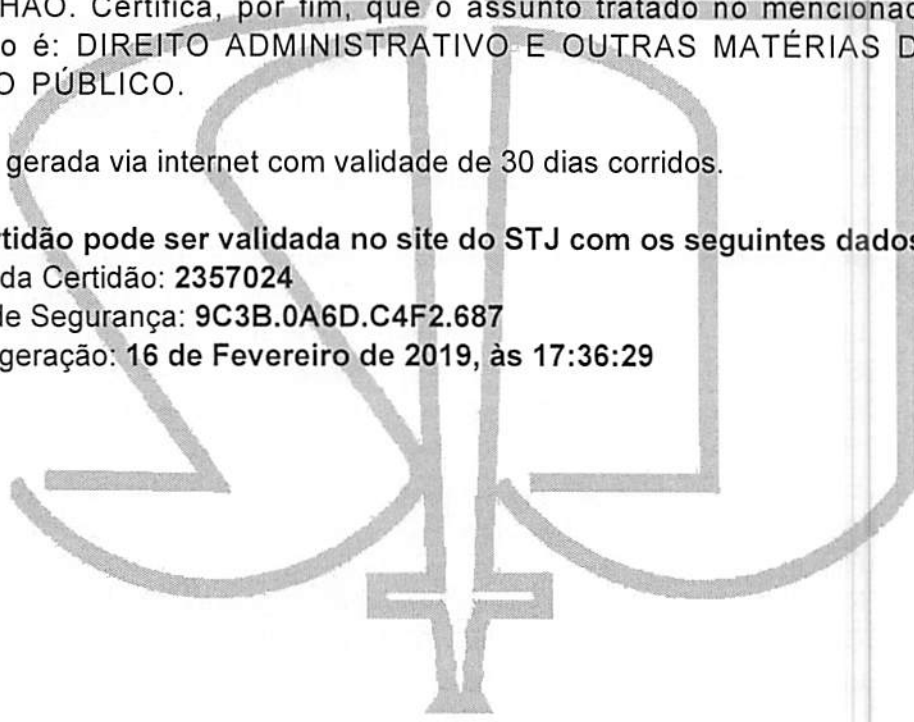 HÃO. Certifica, por fim, que o assunto tratado no mencionad
o é: DIREITO ADMINISTRATIVO E OUTRAS MATÉRIAS D
O PÚBLICO.
gerada via internet com validade de 30 dias corridos.
rtidão pode ser validada no site do STJ com os seguintes dados
da Certidão: 2357024
de Segurança: 9C3B.0A6D.C4F2.687
geração: 16 de Fevereiro de 2019, às 17:36:29
STJ